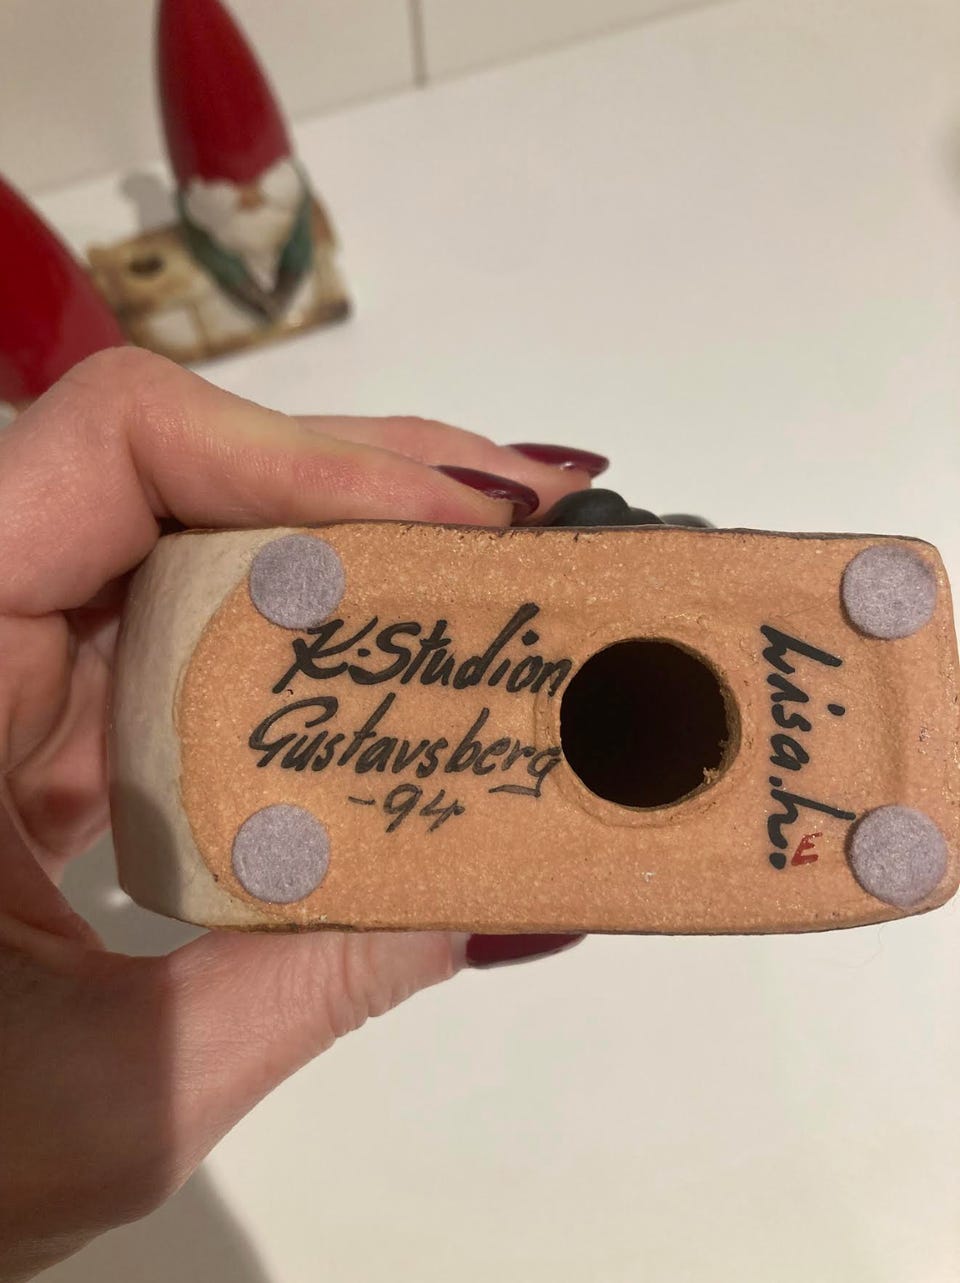 K-Studion
Gustavsberg
-94
Lisa.h.
E